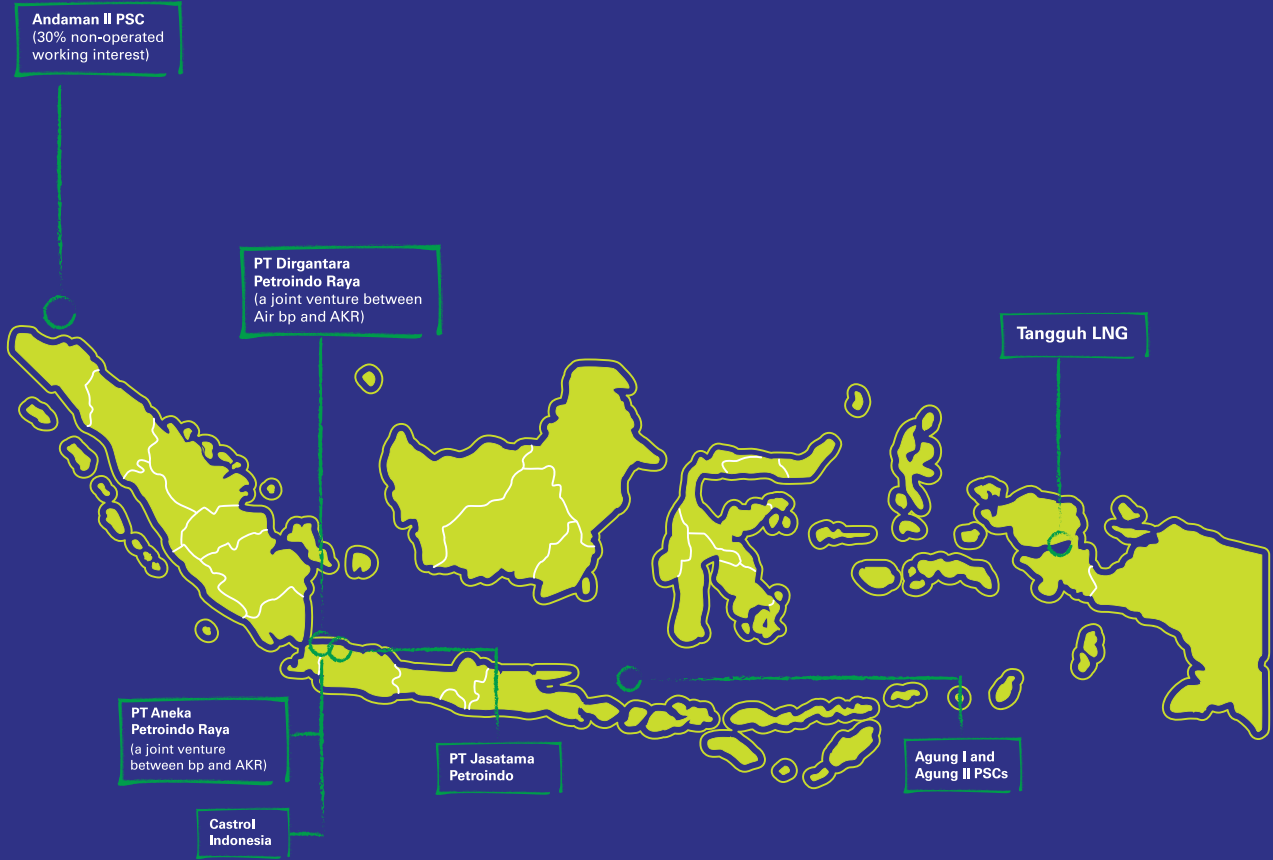 Andaman II PSC
(30% non-operated
working interest)
PT Dirgantara
Petroindo Raya
(a joint venture between
Air bp and AKR)
Tangguh LNG
PT Aneka
Petroindo Raya
(a joint venture
between bp and AKR)
PT Jasatama
Petroindo
Agung I and
Agung II PSCs
Castrol
Indonesia